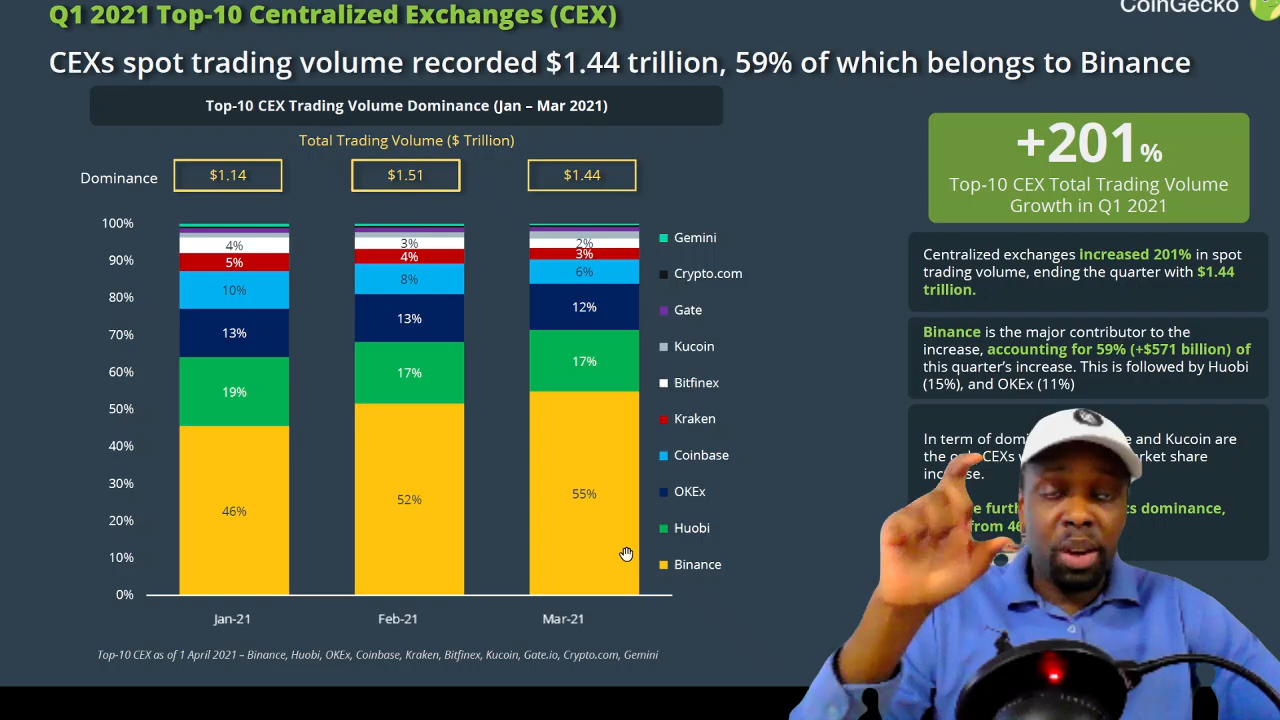 Q1 2021 Top-10 Centralized Exchanges (CEX)
CoinGecko
CEXs spot trading volume recorded $1.44 trillion, 59% of which belongs to Binance
Top-10 CEX Trading Volume Dominance (Jan – Mar 2021)
Total Trading Volume ($ Trillion)
Dominance
$1.14
$1.51
$1.44
100%
90%
80%
70%
60%
50%
40%
30%
20%
10%
0%
4%
5%
10%
13%
19%
46%
3%
4%
8%
13%
17%
52%
2%
3%
6%
12%
17%
55%
Jan-21
Feb-21
Mar-21
Gemini
Crypto.com
Gate
Kucoin
Bitfinex
Kraken
Coinbase
OKEx
Huobi
Binance
Top-10 CEX as of 1 April 2021 – Binance, Huobi, OKEx, Coinbase, Kraken, Bitfinex, Kucoin, Gate.io, Crypto.com, Gemini
+201%
Top-10 CEX Total Trading Volume
Growth in Q1 2021
Centralized exchanges increased 201% in spot
trading volume, ending the quarter with $1.44
trillion.
Binance is the major contributor to the
increase, accounting for 59% (+$571 billion) of
this quarter's increase. This is followed by Huobi
(15%), and OKEx (11%)
In term of and Kucoin are
the CEXs share
dominance,
from